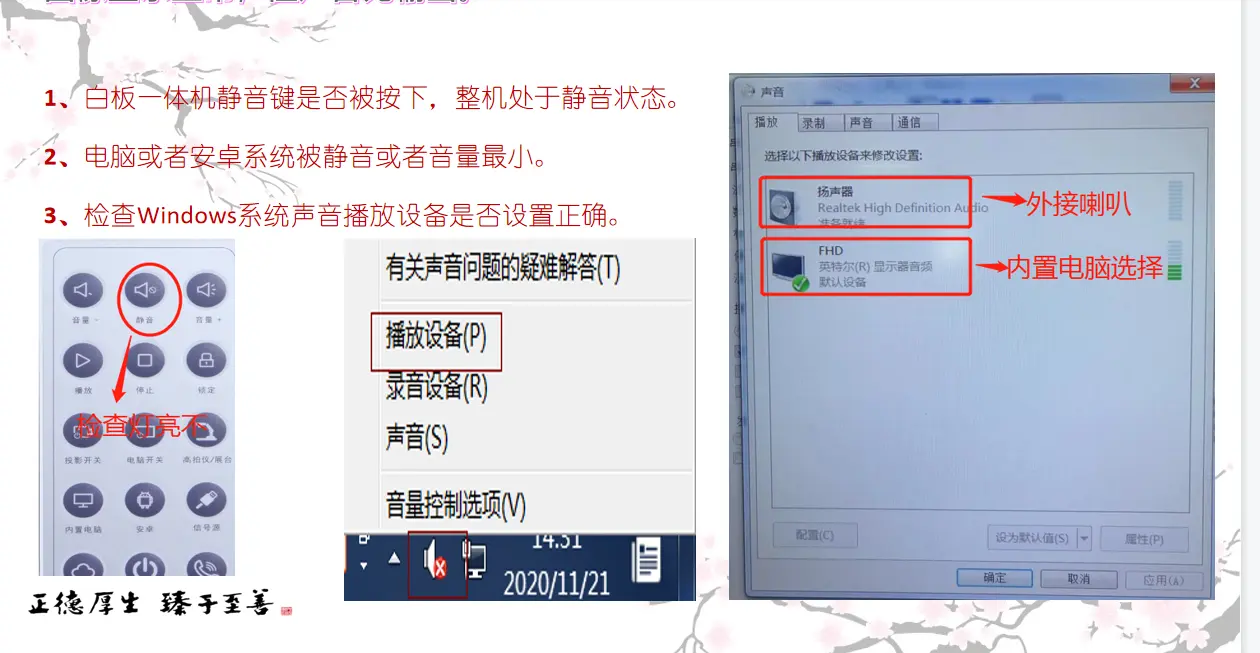 1、白板一体机静音键是否被按下，整机处于静音状态。
2、电脑或者安卓系统被静音或者音量最小。
3、检查Windows系统声音播放设备是否设置正确。
音量 -
静音
音量 +
播放
停止
锁定
检查灯亮不
投影开关
电脑开关
高拍仪/展台
内置电脑
安卓
信号源
有关声音问题的疑难解答(T)
播放设备(P)
录音设备(R)
声音(S)
音量控制选项(V)
14:31
2020/11/21
声音
播放
录制
声音
通信
选择以下播放设备来修改设置:
扬声器
Realtek High Definition Audio
准备就绪
外接喇叭
FHD
英特尔(R) 显示器音频
默认设备
内置电脑选择
配置(C)
设为默认值(S)
属性(P)
确定
取消
应用(A)
正德厚生 臻于至善